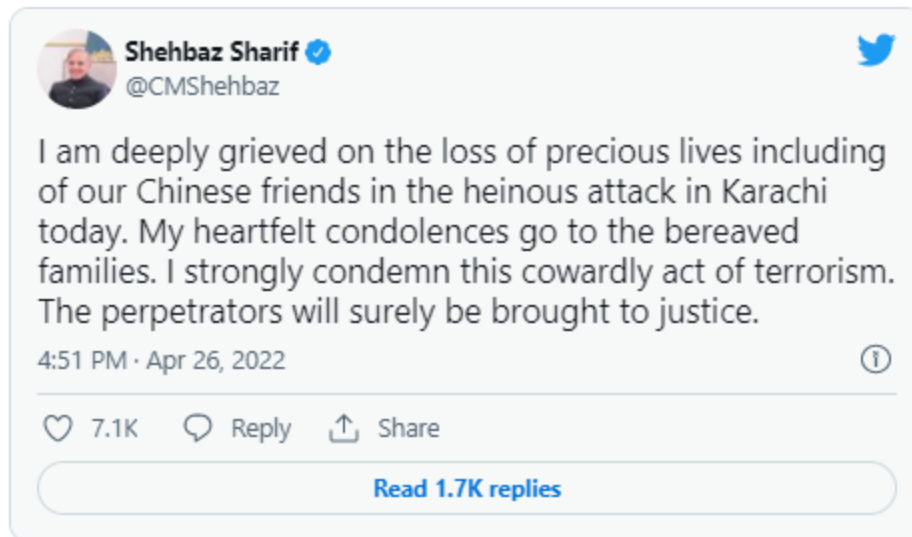 Shehbaz Sharif
@CMShehbaz
I am deeply grieved on the loss of precious lives including
of our Chinese friends in the heinous attack in Karachi
today. My heartfelt condolences go to the bereaved
families. I strongly condemn this cowardly act of terrorism.
The perpetrators will surely be brought to justice.
4:51 PM · Apr 26, 2022
7.1K Reply Share
Read 1.7K replies